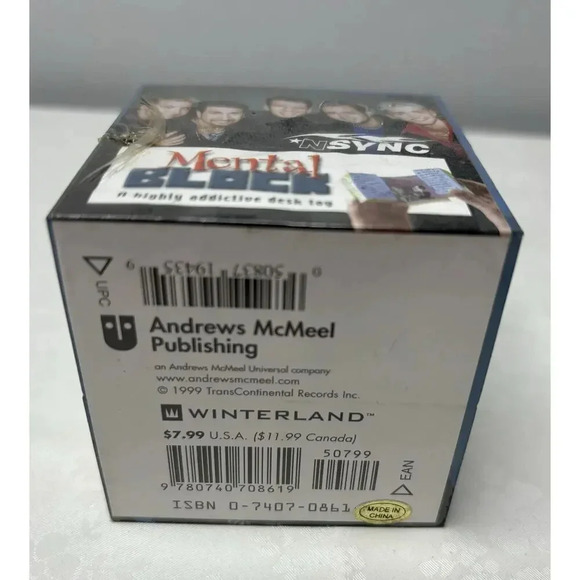 *NSYNC
Mental
BLOCK
A highly addictive desk toy
0 50837 19435 9
UPC
Andrews McMeel
Publishing
an Andrews McMeel Universal company
www.andrewsmcmeel.com
© 1999 TransContinental Records Inc.
WINTERLAND™
$7.99 U.S.A. ($11.99 Canada)
50799
EAN
9 780740 708619
ISBN 0-7407-0861
MADE IN
CHINA